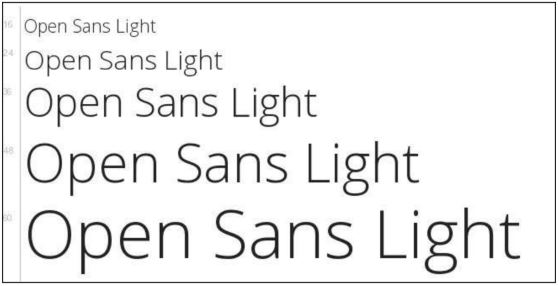 16 Open Sans Light
24 Open Sans Light
36 Open Sans Light
48 Open Sans Light
60 Open Sans Light